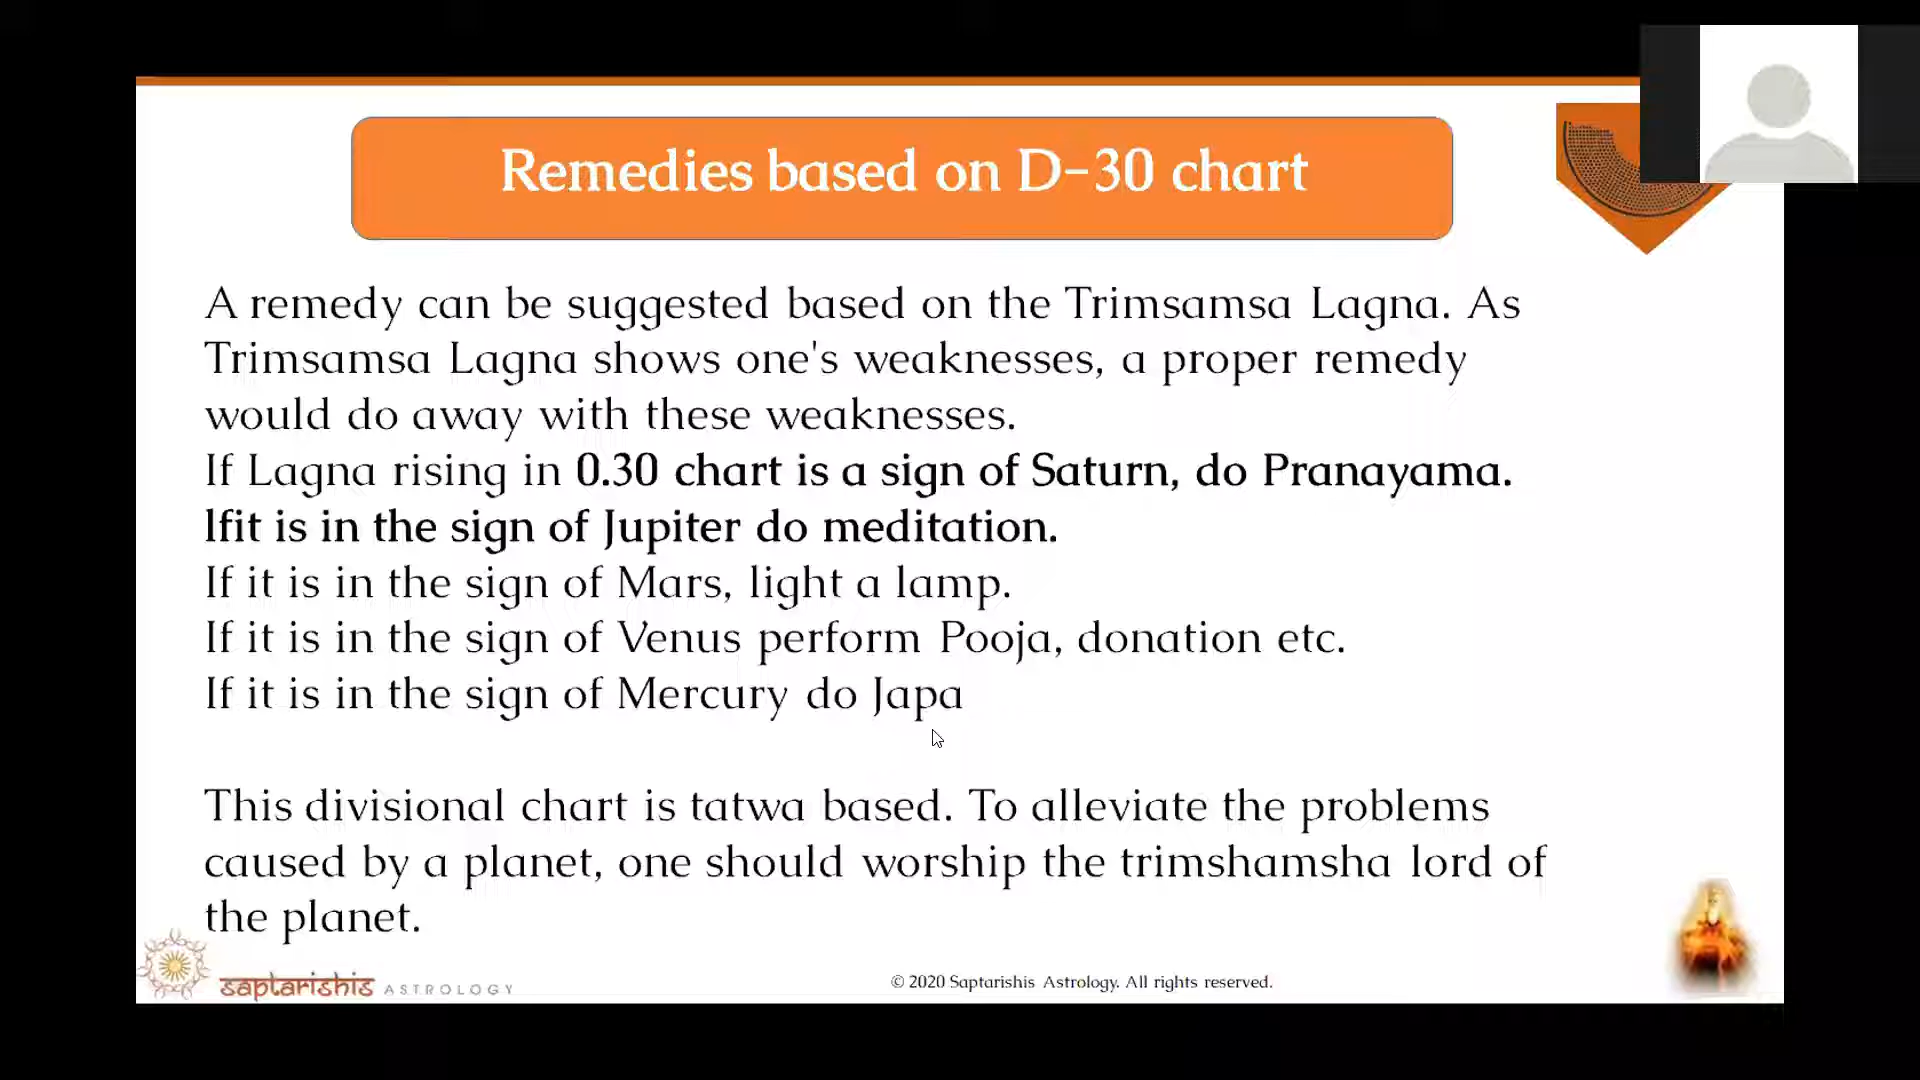 Remedies based on D-30 chart
A remedy can be suggested based on the Trimsamsa Lagna. As
Trimsamsa Lagna shows one's weaknesses, a proper remedy
would do away with these weaknesses.
If Lagna rising in 0.30 chart is a sign of Saturn, do Pranayama.
lfit is in the sign of Jupiter do meditation.
If it is in the sign of Mars, light a lamp.
If it is in the sign of Venus perform Pooja, donation etc.
If it is in the sign of Mercury do Japa
This divisional chart is tatwa based. To alleviate the problems
caused by a planet, one should worship the trimshamsha lord of
the planet.
saptarishis ASTROLOGY
© 2020 Saptarishis Astrology. All rights reserved.